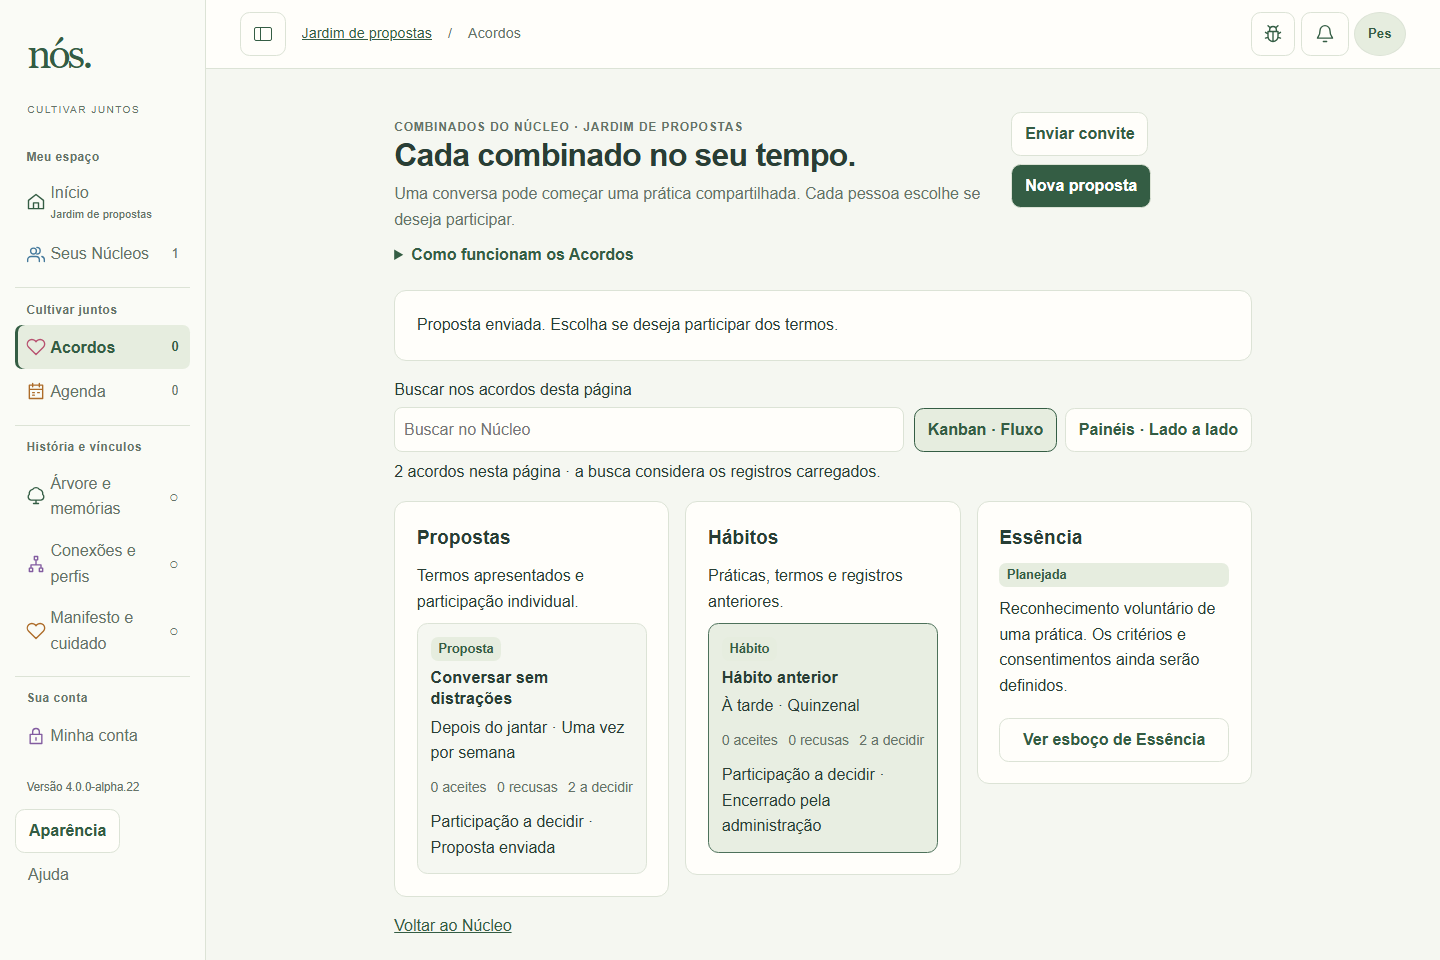 nós.
CULTIVAR JUNTOS
Meu espaço
Início
Jardim de propostas
Seus Núcleos 1
Cultivar juntos
Acordos 0
Agenda 0
História e vínculos
Árvore e
memórias
Conexões e
perfis
Manifesto e
cuidado
Sua conta
Minha conta
Versão 4.0.0-alpha.22
Aparência
Ajuda
Jardim de propostas / Acordos
Pes
COMBINADOS DO NÚCLEO · JARDIM DE PROPOSTAS
Cada combinado no seu tempo.
Uma conversa pode começar uma prática compartilhada. Cada pessoa escolhe se
deseja participar.
Como funcionam os Acordos
Enviar convite
Nova proposta
Proposta enviada. Escolha se deseja participar dos termos.
Buscar nos acordos desta página
Buscar no Núcleo
Kanban · Fluxo
Painéis · Lado a lado
2 acordos nesta página · a busca considera os registros carregados.
Propostas
Termos apresentados e
participação individual.
Proposta
Conversar sem
distrações
Depois do jantar · Uma vez
por semana
0 aceites 0 recusas 2 a decidir
Participação a decidir ·
Proposta enviada
Hábitos
Práticas, termos e registros
anteriores.
Hábito
Hábito anterior
À tarde · Quinzenal
0 aceites 0 recusas 2 a decidir
Participação a decidir ·
Encerrado pela
administração
Essência
Planejada
Reconhecimento voluntário de
uma prática. Os critérios e
consentimentos ainda serão
definidos.
Ver esboço de Essência
Voltar ao Núcleo